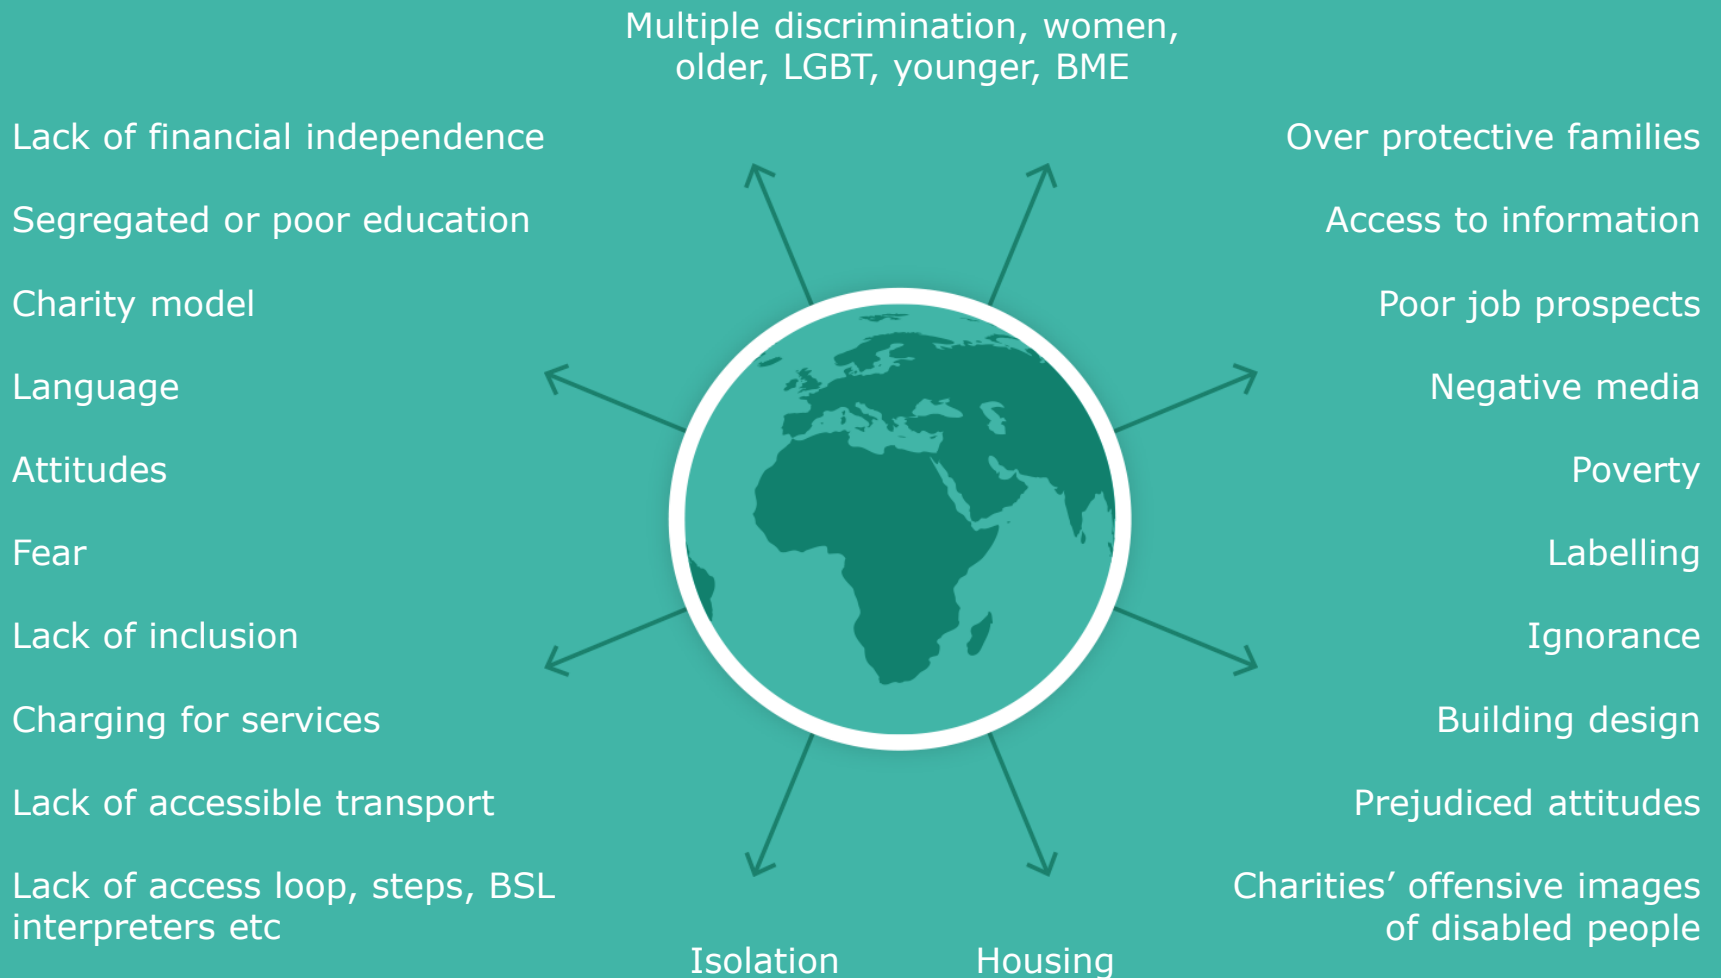 Multiple discrimination, women,
older, LGBT, younger, BME
Lack of financial independence
Segregated or poor education
Charity model
Language
Attitudes
Fear
Lack of inclusion
Charging for services
Lack of accessible transport
Lack of access loop, steps, BSL
interpreters etc
Over protective families
Access to information
Poor job prospects
Negative media
Poverty
Labelling
Ignorance
Building design
Prejudiced attitudes
Charities’ offensive images
of disabled people
Isolation
Housing